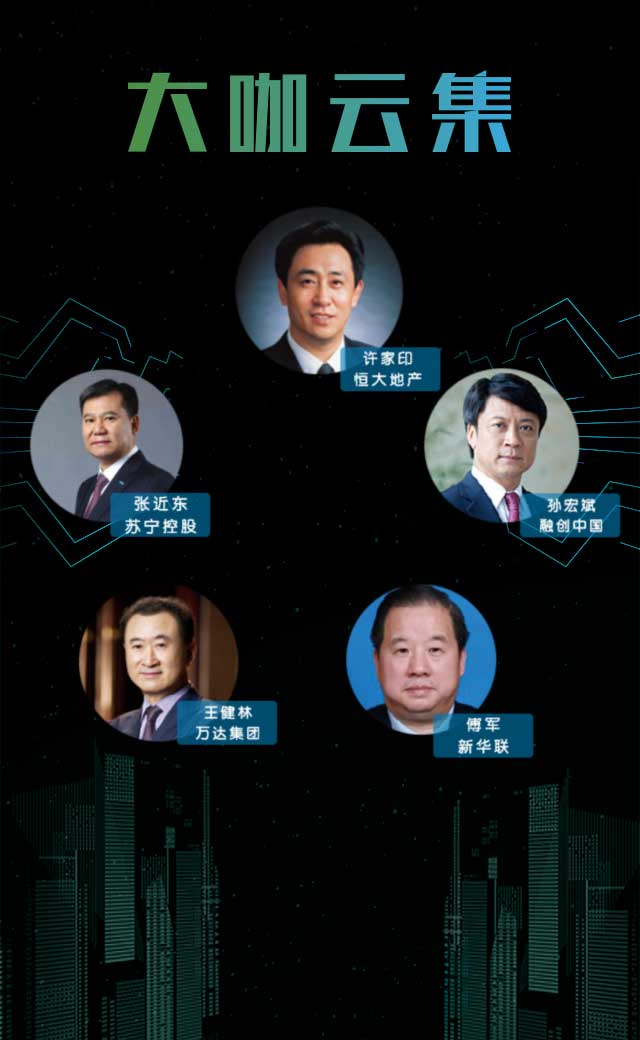 大咖云集
许家印
恒大地产
张近东
苏宁控股
孙宏斌
融创中国
王健林
万达集团
傅军
新华联